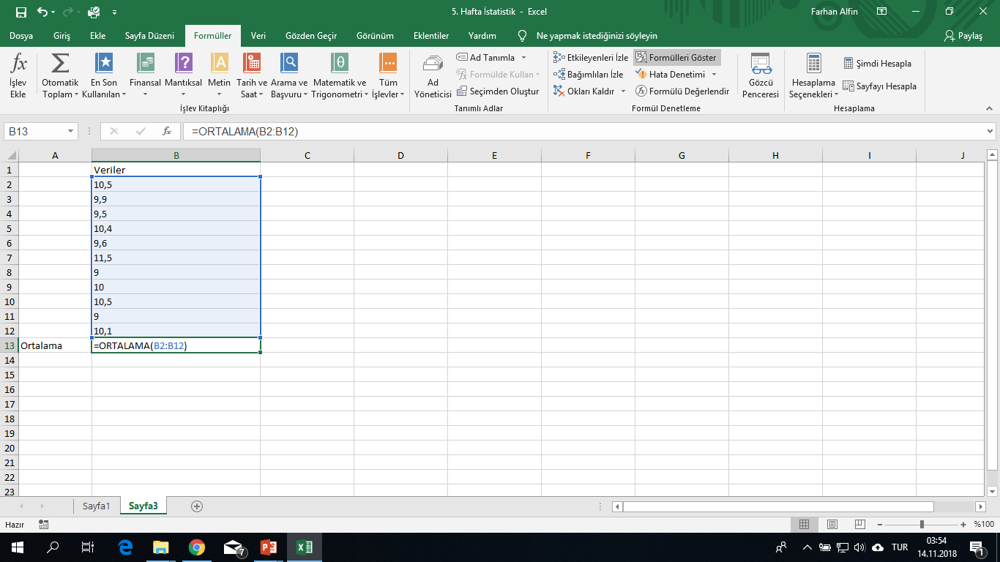 5. Hafta İstatistik - Excel
Farhan Alfin
Dosya Giriş Ekle Sayfa Düzeni Formüller Veri Gözden Geçir Görünüm Eklentiler Yardım Ne yapmak istediğinizi söyleyin Paylaş
fx Σ ? A θ
İşlev Ekle
Otomatik Toplam
En Son Kullanılan
Finansal
Mantıksal
Metin
Tarih ve Saat
Arama ve Başvuru
Matematik ve Trigonometri
Tüm İşlevler
İşlev Kitaplığı
Ad Yöneticisi
Ad Tanımla
Formülde Kullan
Seçimden Oluştur
Tanımlı Adlar
Etkileyenleri İzle
Bağımlıları İzle
Okları Kaldır
Formülleri Göster
Hata Denetimi
Formülü Değerlendir
Formül Denetleme
Gözcü Penceresi
Hesaplama Seçenekleri
Şimdi Hesapla
Sayfayı Hesapla
Hesaplama
B13 fx =ORTALAMA(B2:B12)
A B C D E F G H I J
1 Veriler
2 10,5
3 9,9
4 9,5
5 10,4
6 9,6
7 11,5
8 9
9 10
10 10,5
11 9
12 10,1
13 Ortalama =ORTALAMA(B2:B12)
14
15
16
17
18
19
20
21
22
23
Sayfa1 Sayfa3
Hazır %100
7 TUR 03:54
14.11.2018 1